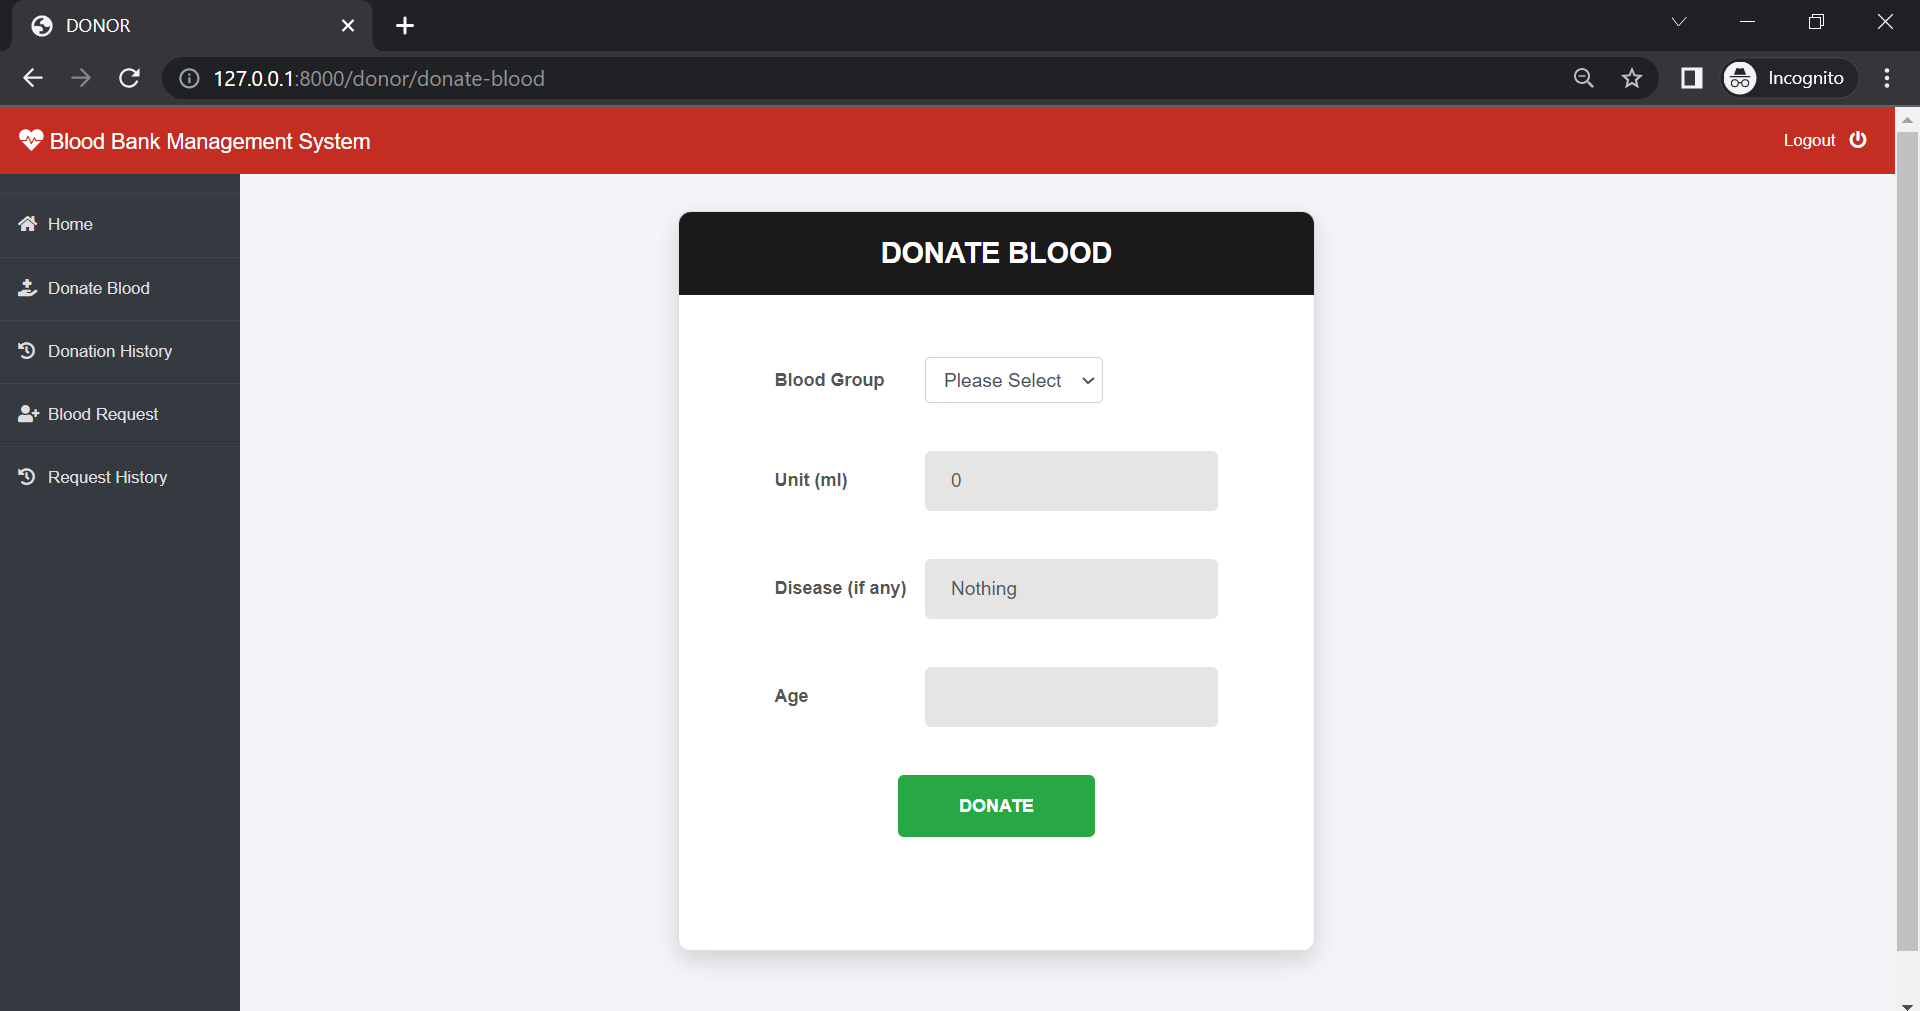 DONOR
127.0.0.1:8000/donor/donate-blood
Incognito
Blood Bank Management System
Logout
Home
Donate Blood
Donation History
Blood Request
Request History
DONATE BLOOD
Blood Group Please Select
Unit (ml) 0
Disease (if any) Nothing
Age
DONATE